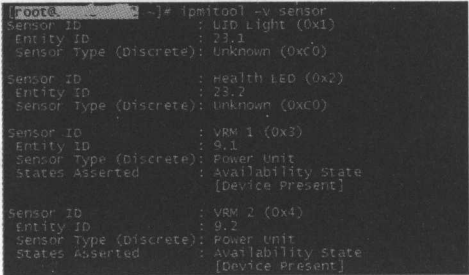 [root@ ~]# ipmitool -v sensor
Sensor ID : UID Light (0x1)
Entity ID : 23.1
Sensor Type (Discrete): Unknown (0xC0)
Sensor ID : Health LED (0x2)
Entity ID : 23.2
Sensor Type (Discrete): Unknown (0xC0)
Sensor ID : VRM 1 (0x3)
Entity ID : 9.1
Sensor Type (Discrete): Power Unit
States Asserted : Availability State
[Device Present]
Sensor ID : VRM 2 (0x4)
Entity ID : 9.2
Sensor Type (Discrete): Power Unit
States Asserted : Availability State
[Device Present]